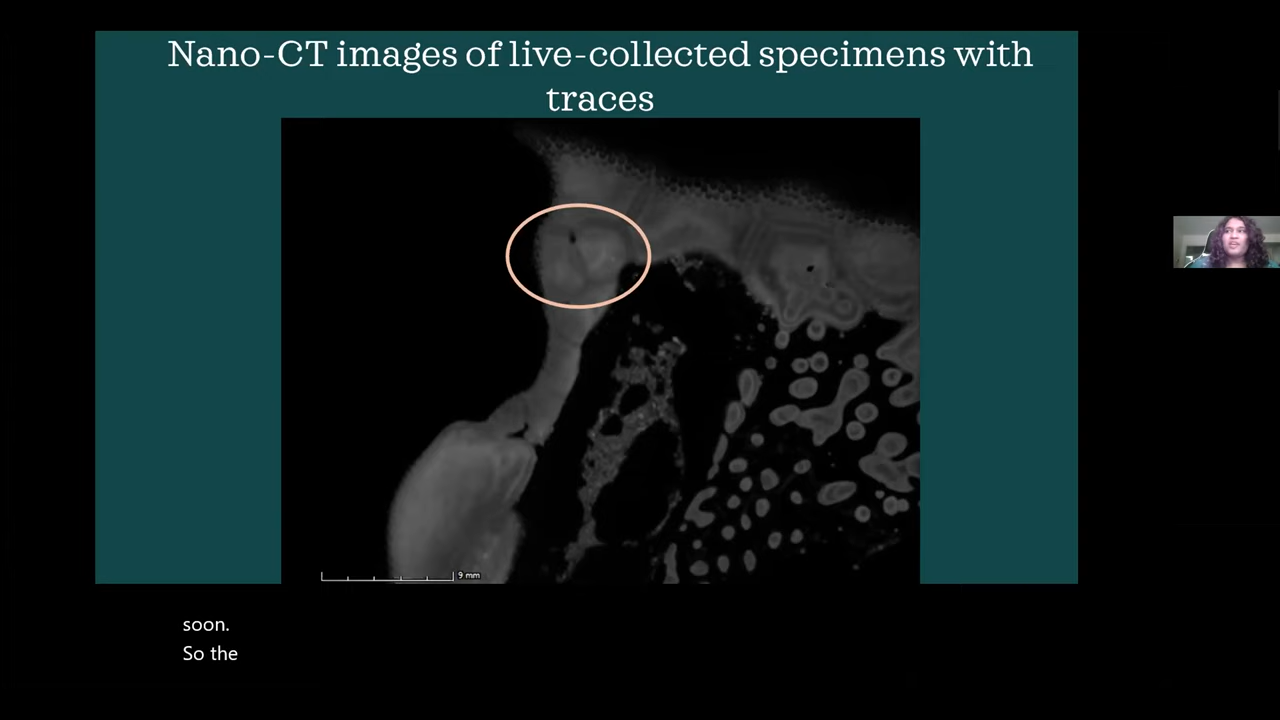 Nano-CT images of live-collected specimens with
traces
9 mm
soon.
So the